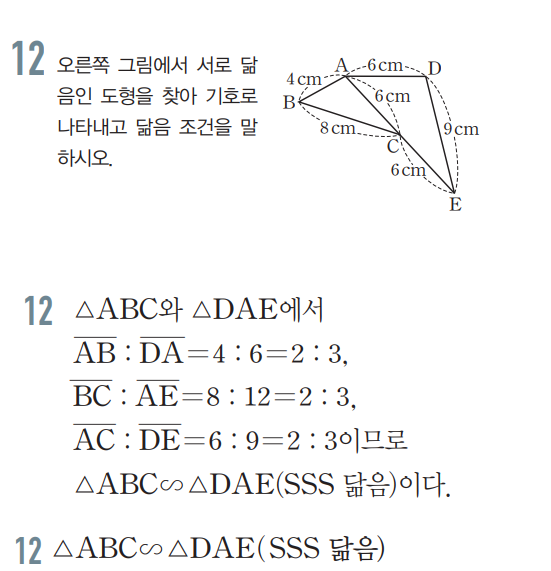 12 오른쪽 그림에서 서로 닮
음인 도형을 찾아 기호로
나타내고 닮음 조건을 말
하시오.
A 6cm D
4cm
B 6cm
8cm 9cm
C
6cm
E
12 △ABC와 △DAE에서
AB : DA=4 : 6=2 : 3,
BC : AE=8 : 12=2 : 3,
AC : DE=6 : 9=2 : 3이므로
△ABC∽△DAE(SSS 닮음)이다.
12 △ABC∽△DAE(SSS 닮음)